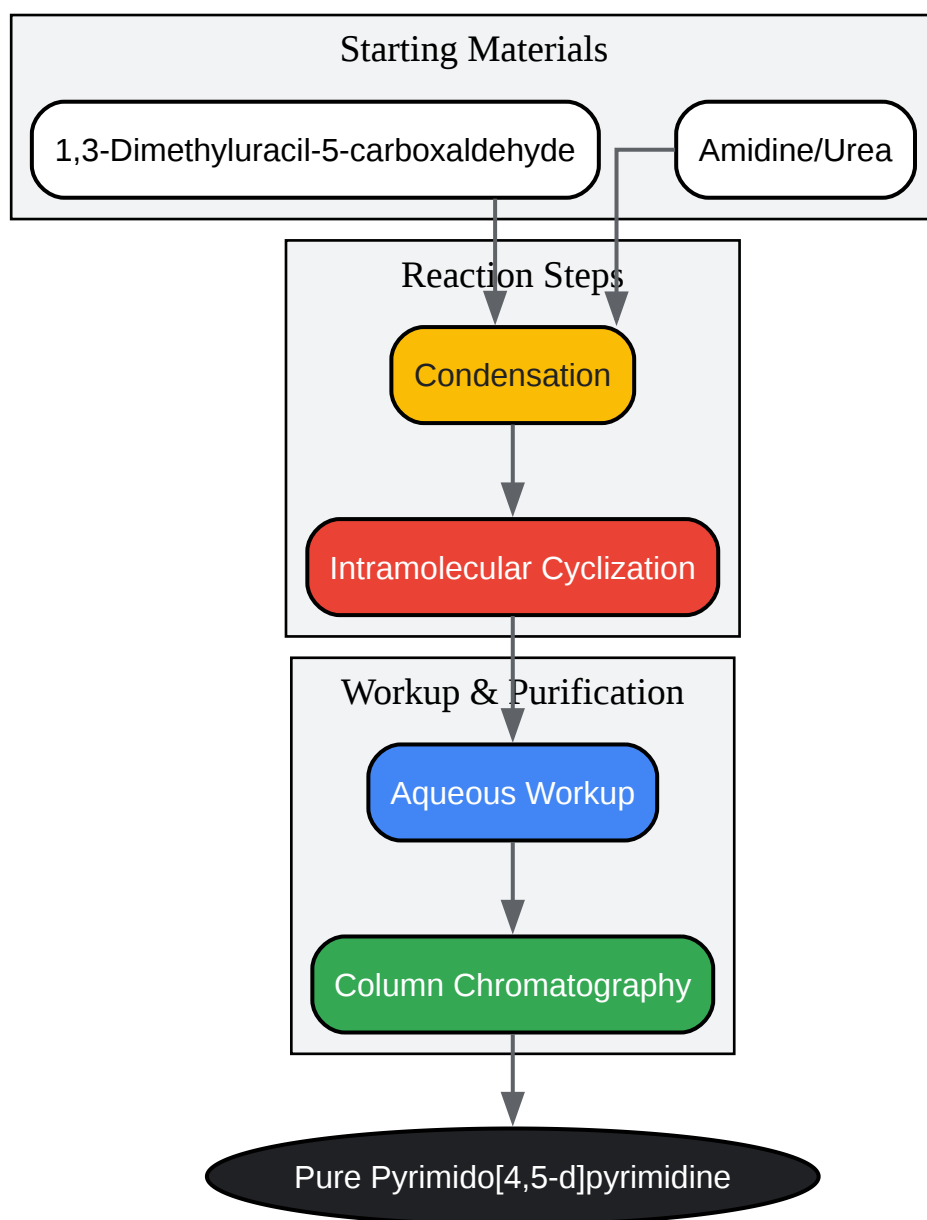 Starting Materials
1,3-Dimethyluracil-5-carboxaldehyde
Amidine/Urea
Reaction Steps
Condensation
Intramolecular Cyclization
Workup & Purification
Aqueous Workup
Column Chromatography
Pure Pyrimido[4,5-d]pyrimidine